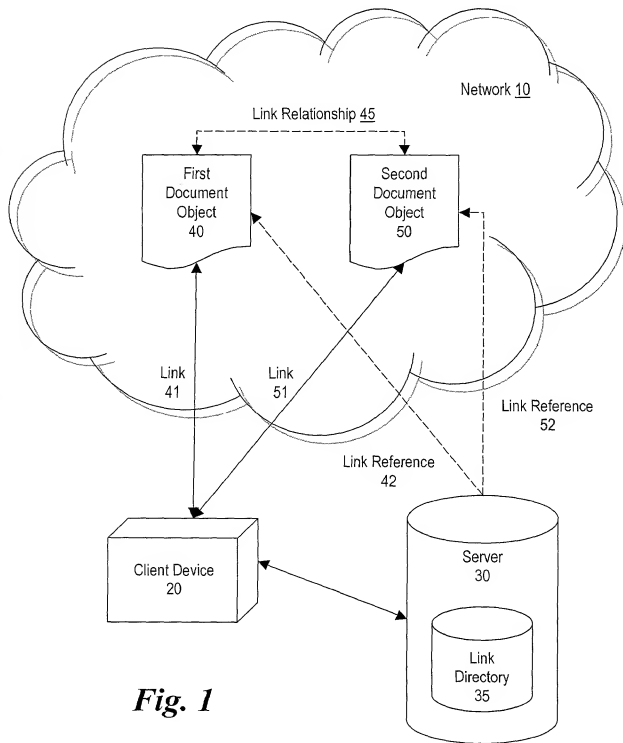 Network 10
Link Relationship 45
First
Document
Object
40
Second
Document
Object
50
Link
41
Link
51
Link Reference
52
Link Reference
42
Client Device
20
Server
30
Link
Directory
35
Fig. 1